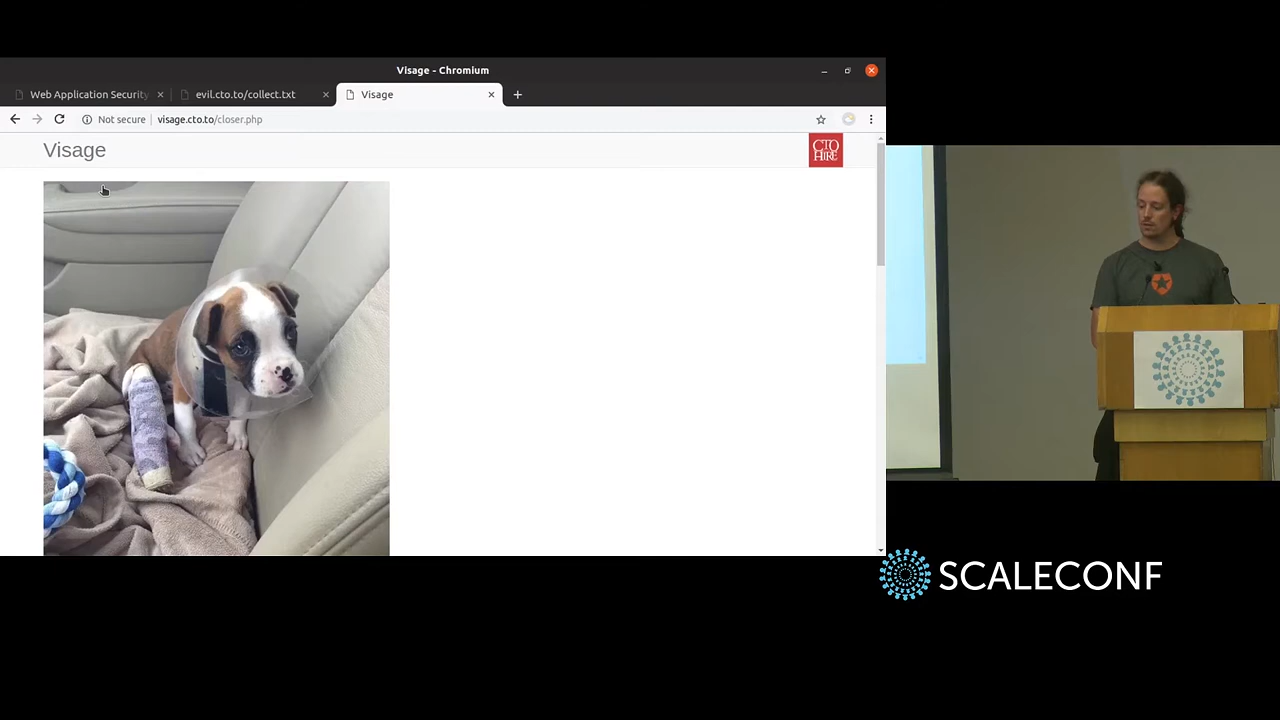 Visage - Chromium
Web Application Security
evil.cto.to/collect.txt
Visage
Not secure
visage.cto.to/closer.php
Visage
CTO
HIRE
SCALECONF